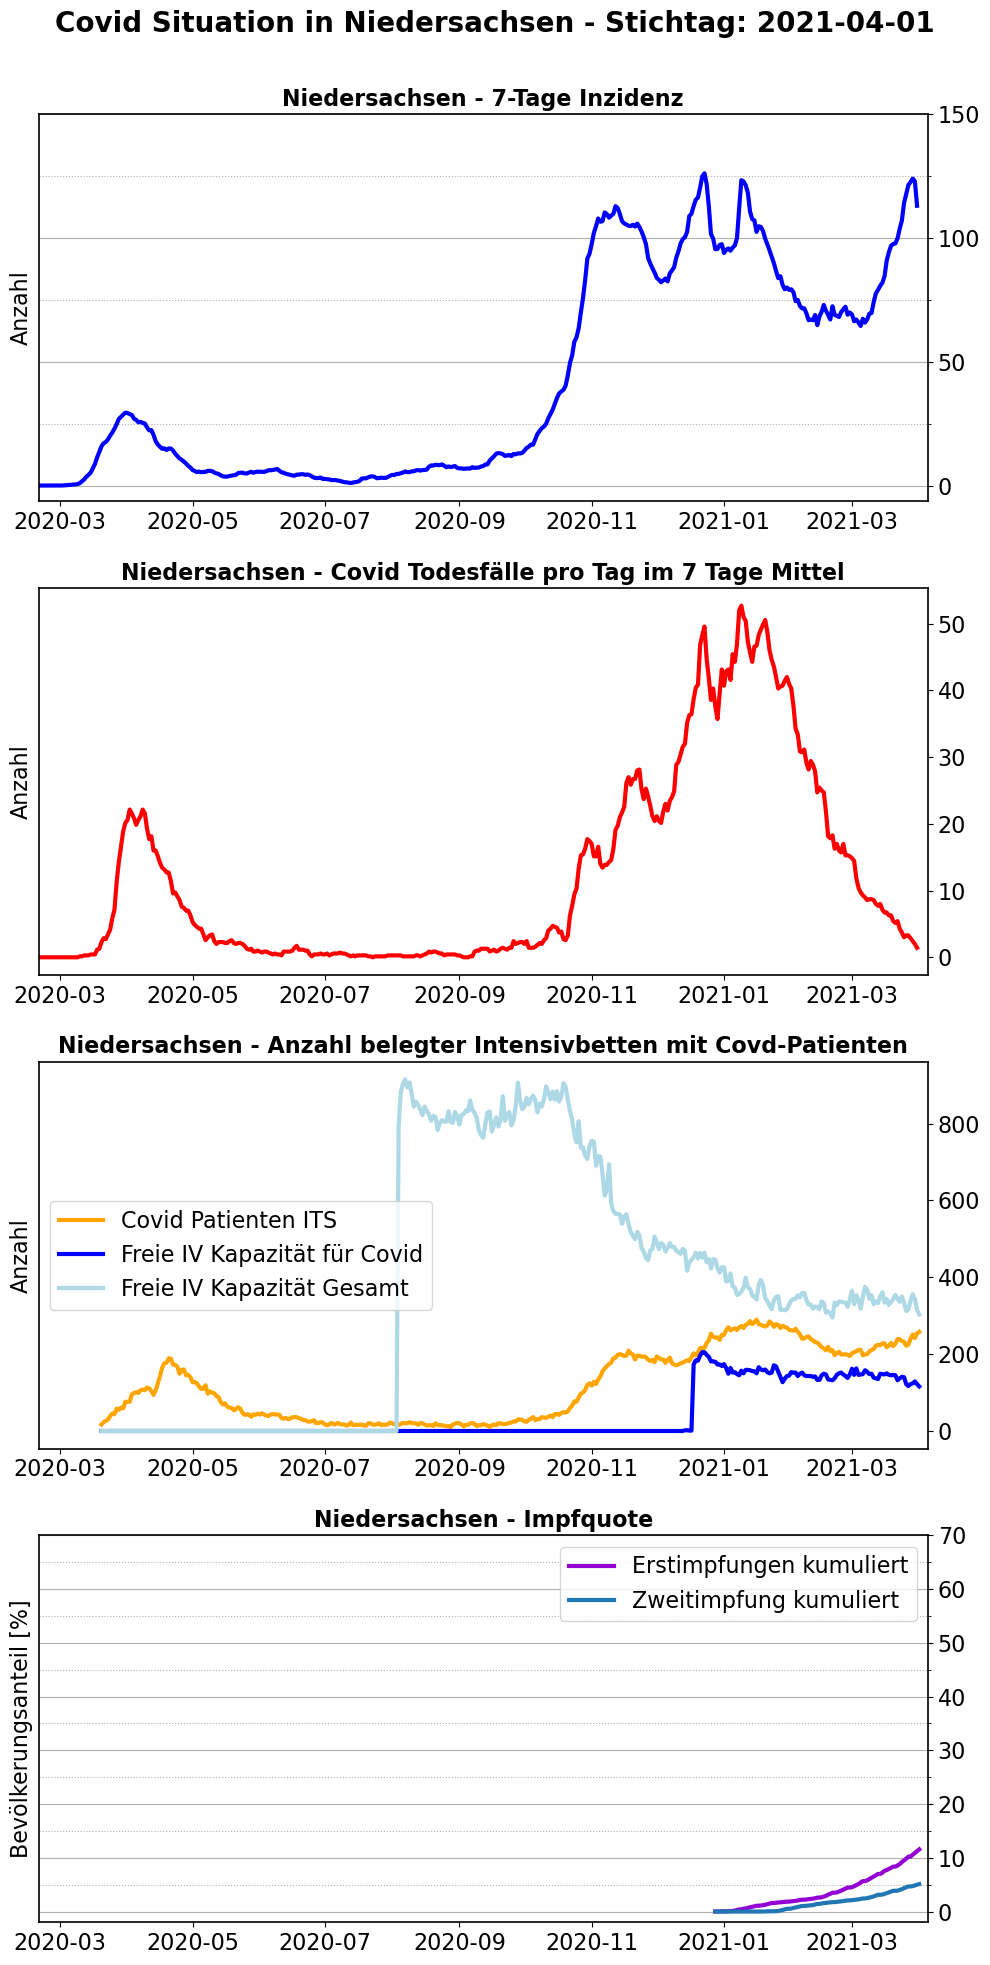 Covid Situation in Niedersachsen - Stichtag: 2021-04-01
Niedersachsen - 7-Tage Inzidenz
Anzahl
150
100
50
0
2020-03 2020-05 2020-07 2020-09 2020-11 2021-01 2021-03
Niedersachsen - Covid Todesfälle pro Tag im 7 Tage Mittel
Anzahl
50
40
30
20
10
0
2020-03 2020-05 2020-07 2020-09 2020-11 2021-01 2021-03
Niedersachsen - Anzahl belegter Intensivbetten mit Covd-Patienten
Anzahl
Covid Patienten ITS
Freie IV Kapazität für Covid
Freie IV Kapazität Gesamt
800
600
400
200
0
2020-03 2020-05 2020-07 2020-09 2020-11 2021-01 2021-03
Niedersachsen - Impfquote
Bevölkerungsanteil [%]
Erstimpfungen kumuliert
Zweitimpfung kumuliert
70
60
50
40
30
20
10
0
2020-03 2020-05 2020-07 2020-09 2020-11 2021-01 2021-03